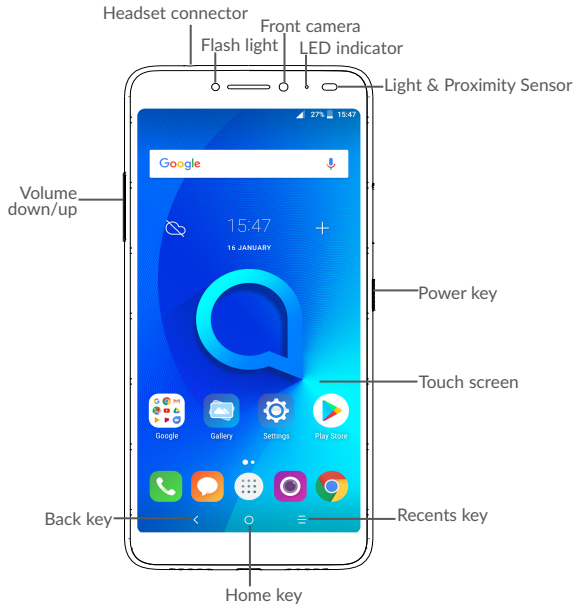 Headset connector
Front camera
Flash light
LED indicator
Light & Proximity Sensor
27% 15:47
Google
Volume
down/up
15:47
16 JANUARY
Power key
Touch screen
Google Gallery Settings Play Store
Back key
Recents key
Home key